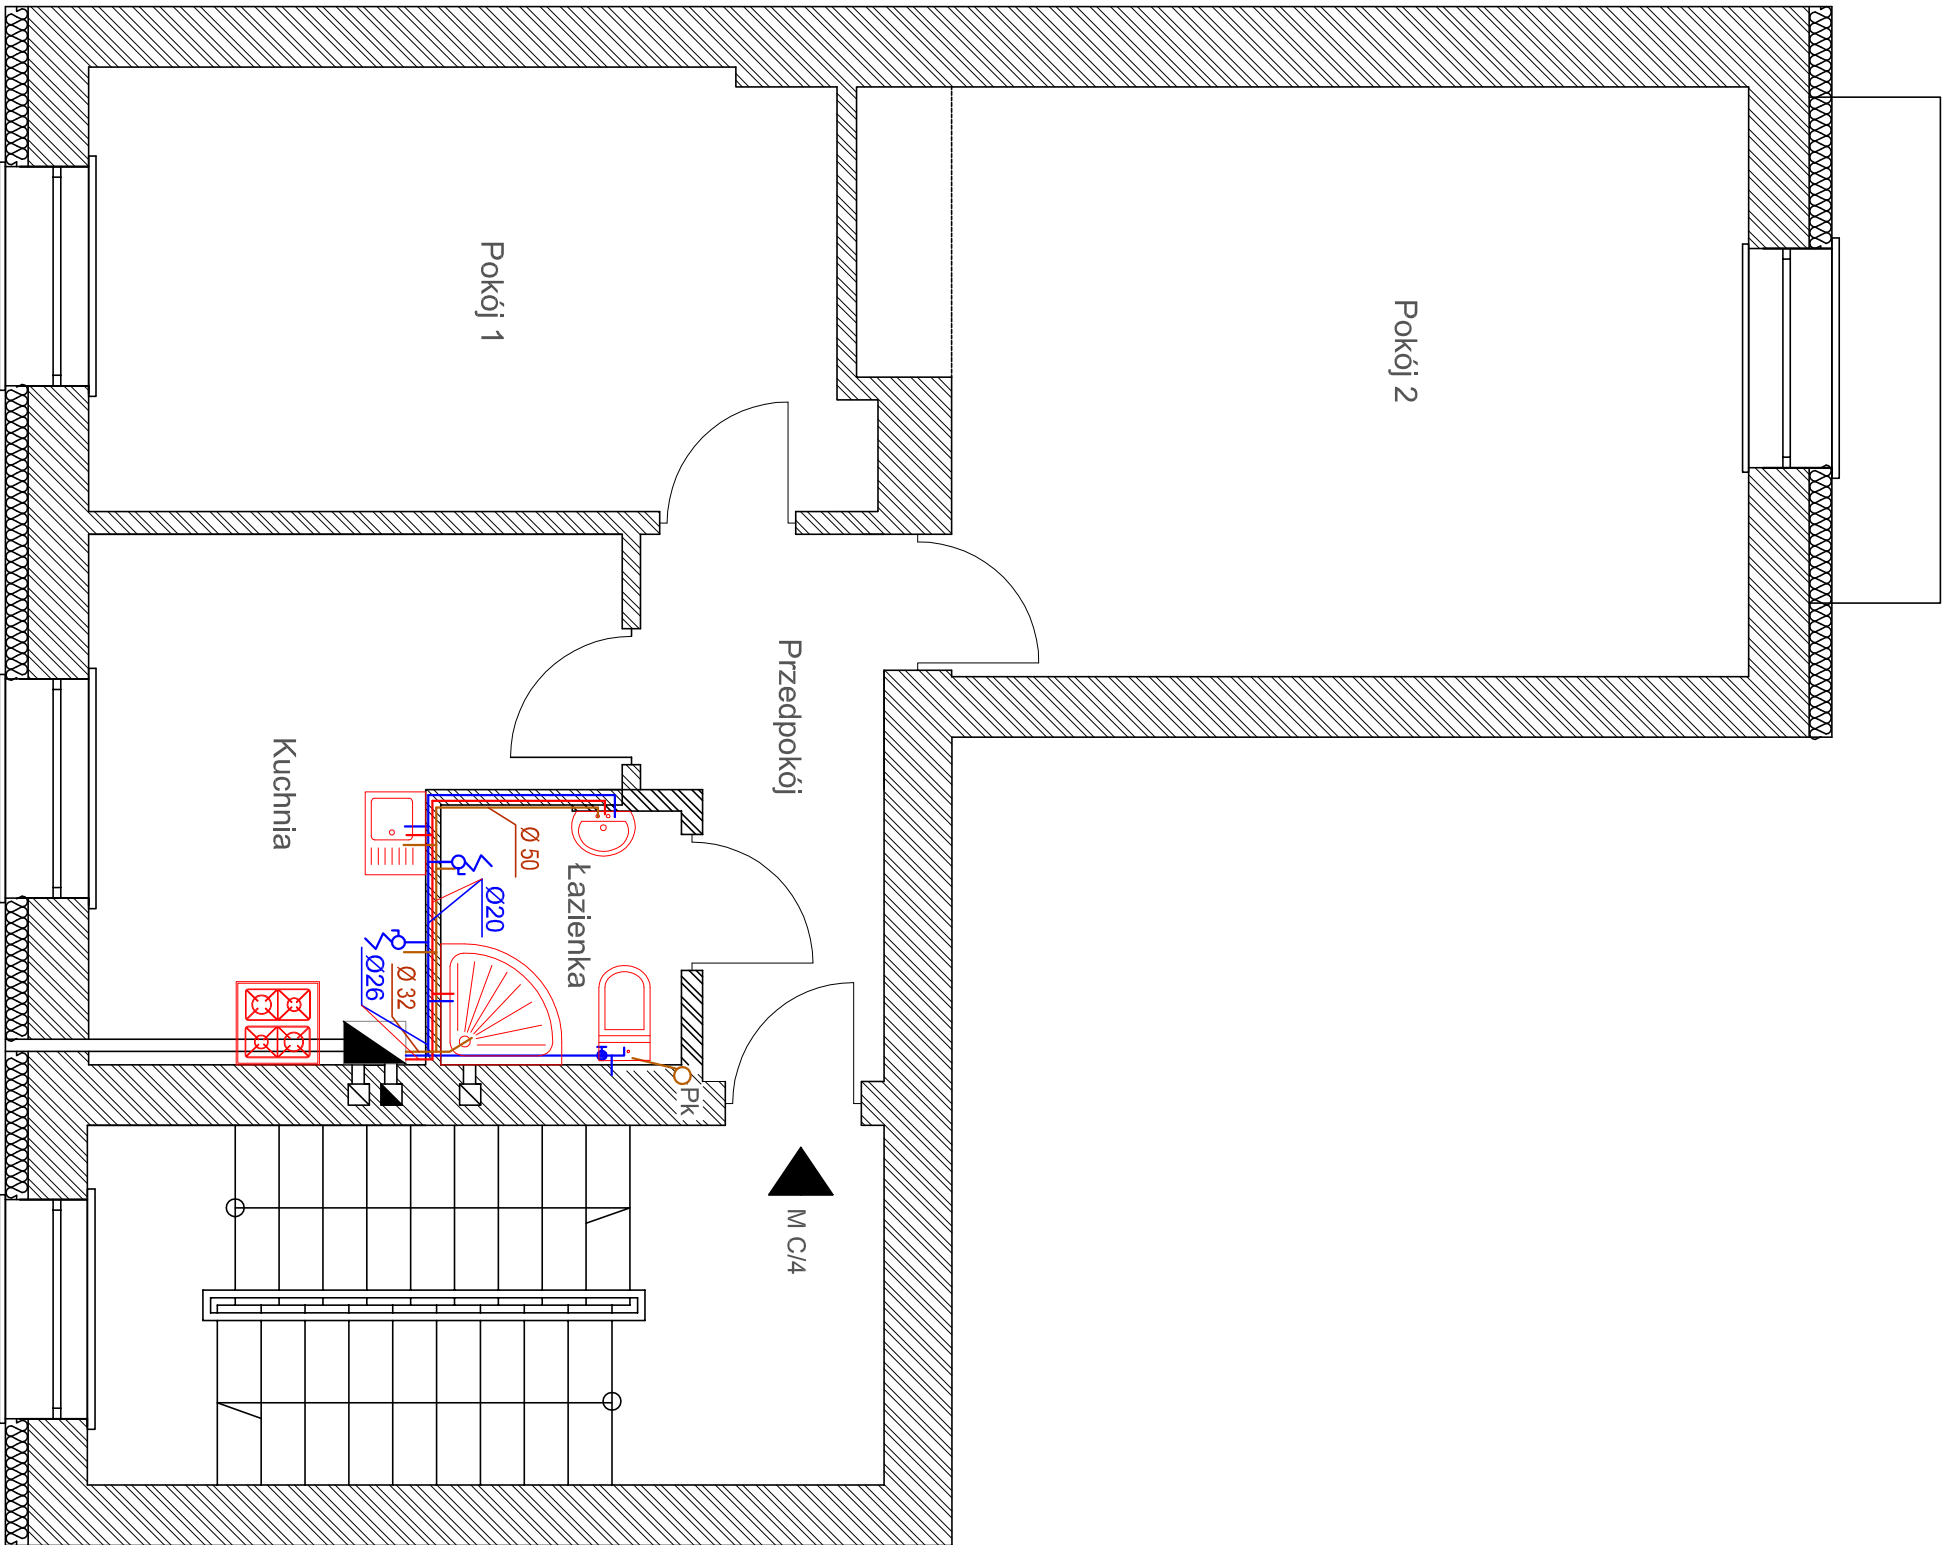 Pokój 1
Pokój 2
Przedpokój
Kuchnia
Łazienka
Ø 50
Ø20
Ø 32
Ø26
Pk
M C/4